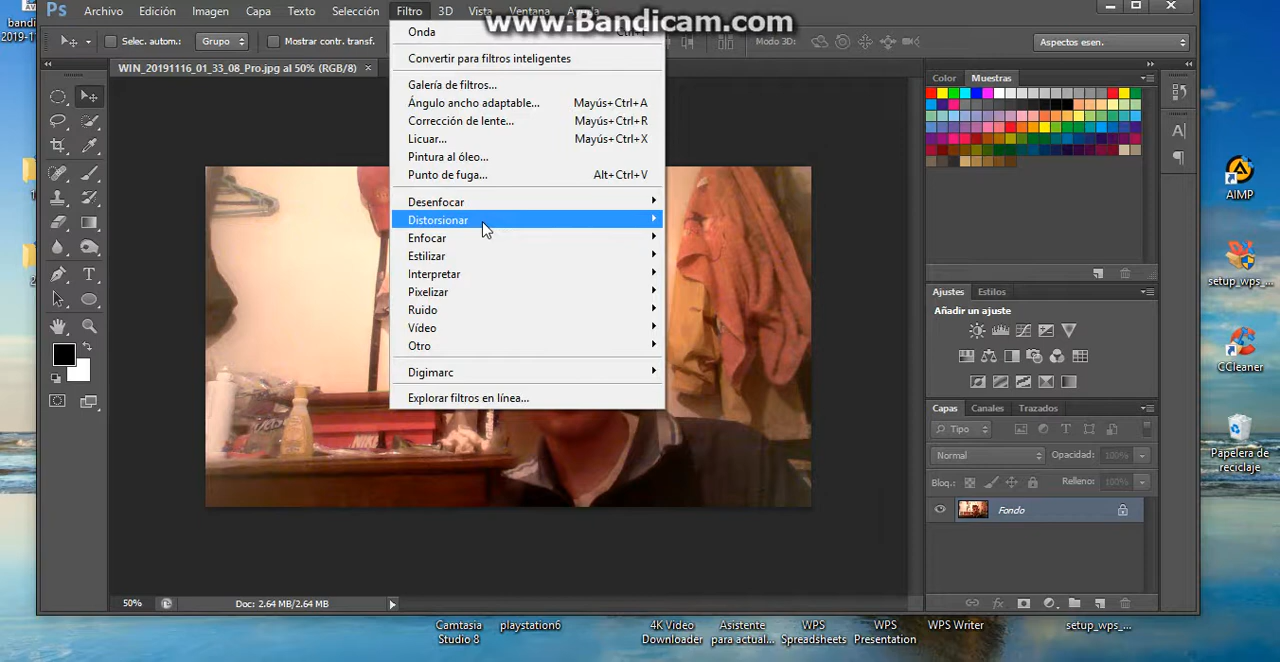 www.Bandicam.com
Ps Archivo Edición Imagen Capa Texto Selección Filtro 3D Vista Ventana
Selec. autom.: Grupo Mostrar contr. transf. Modo 3D: Aspectos esen.
WIN_20191116_01_33_08_Pro.jpg al 50% (RGB/8) ×
Onda
Convertir para filtros inteligentes
Galería de filtros...
Ángulo ancho adaptable... Mayús+Ctrl+A
Corrección de lente... Mayús+Ctrl+R
Licuar... Mayús+Ctrl+X
Pintura al óleo...
Punto de fuga... Alt+Ctrl+V
Desenfocar
Distorsionar
Enfocar
Estilizar
Interpretar
Pixelizar
Ruido
Vídeo
Otro
Digimarc
Explorar filtros en línea...
NIKE
Color Muestras
Ajustes Estilos
Añadir un ajuste
Capas Canales Trazados
Tipo
Normal Opacidad: 100%
Bloq.: Relleno: 100%
Fondo
50% Doc: 2.64 MB/2.64 MB
AIMP
setup_wps_...
CCleaner
Papelera de
reciclaje
Camtasia
Studio 8
playstation6
4K Video
Downloader
Asistente
para actual...
WPS
Spreadsheets
WPS
Presentation
WPS Writer
setup_wps_...